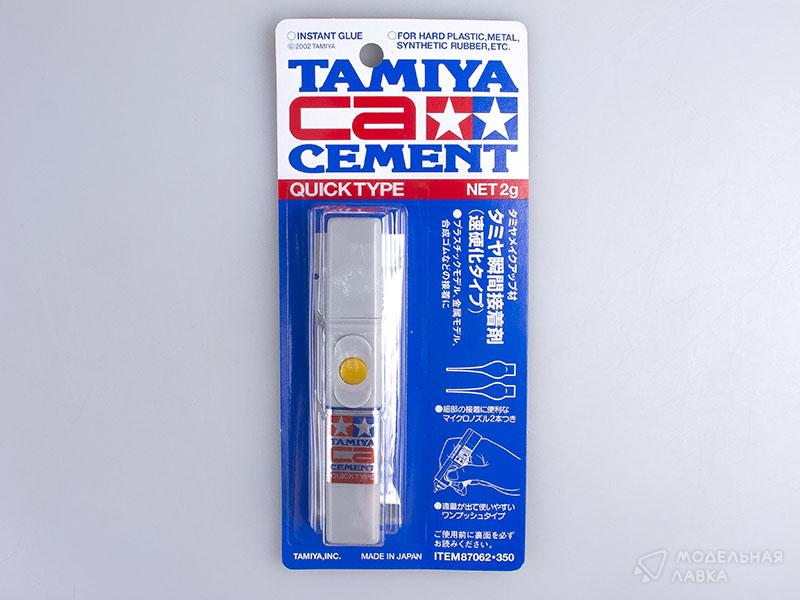 INSTANT GLUE
©2002 TAMIYA
FOR HARD PLASTIC, METAL,
SYNTHETIC RUBBER, ETC.
TAMIYA
ca
CEMENT
QUICK TYPE
NET 2g
タミヤメイクアップ材
タミヤ瞬間接着剤
(速硬化タイプ)
●プラスチックモデル、金属モデル、
合成ゴムなどの接着に
TAMIYA
ca
CEMENT
QUICK TYPE
●細部の接着に便利な
マイクロノズル2本つき
●適量が出て使いやすい
ワンプッシュタイプ
ご使用前に裏面を必ず
お読みください。
TAMIYA, INC.
MADE IN JAPAN
ITEM 87062•350
МОДЕЛЬНАЯ
ЛАВКА